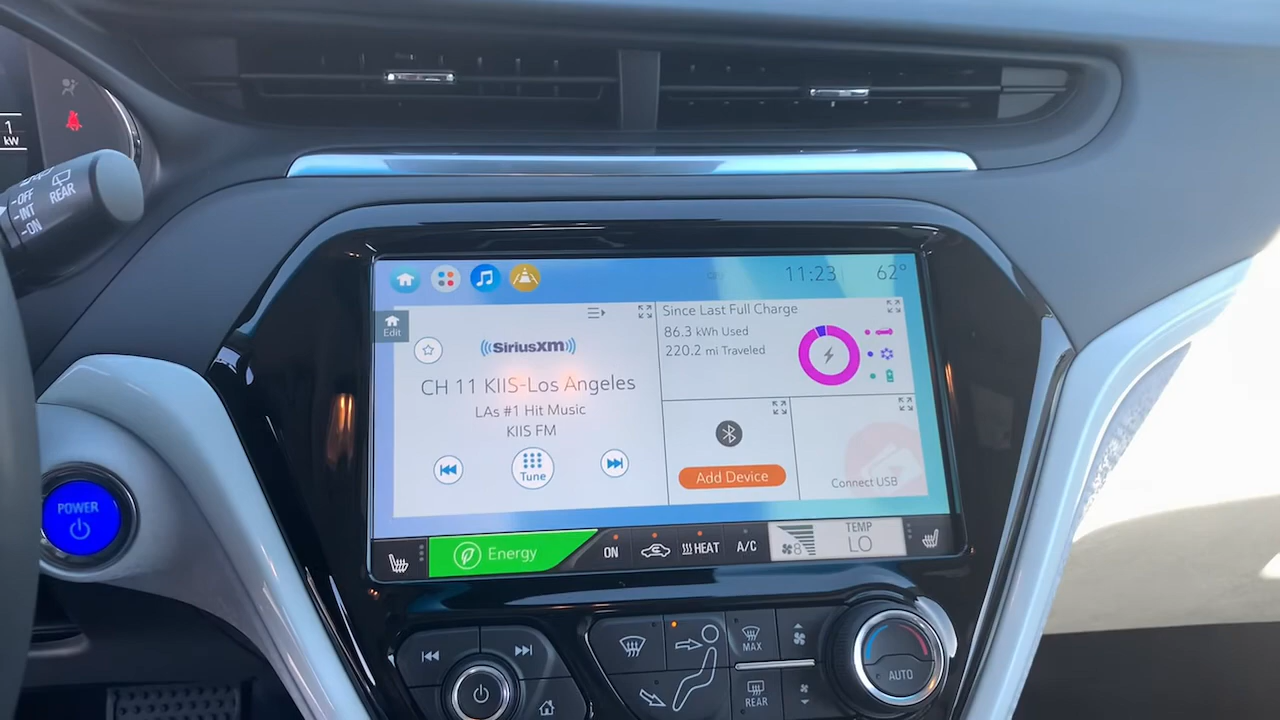 1
kW
OFF
INT
ON
REAR
POWER
11:23
62°
Edit
SiriusXM
CH 11 KIIS-Los Angeles
LAs #1 Hit Music
KIIS FM
Tune
Since Last Full Charge
86.3 kWh Used
220.2 mi Traveled
Add Device
Connect USB
Energy
ON
HEAT
A/C
8
TEMP
LO
MAX
REAR
AUTO